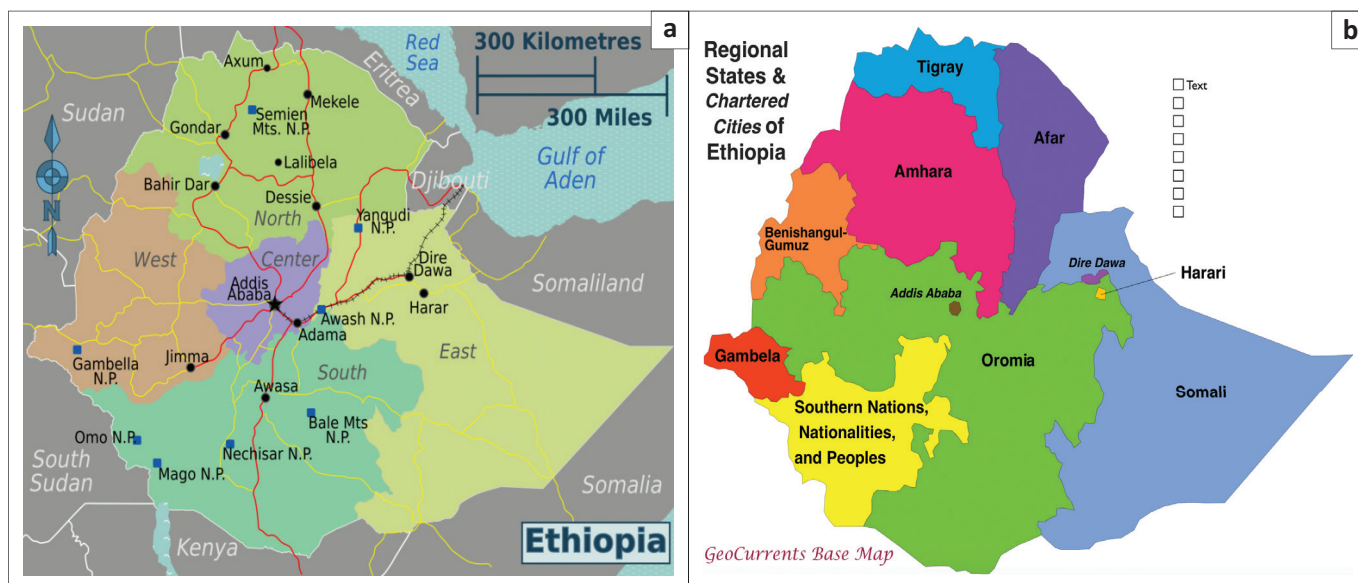 a
300 Kilometres
300 Miles
Red
Sea
Eritrea
Sudan
Axum
Mekele
Semien
Mts. N.P.
Gondar
Lalibela
Gulf of
Aden
Djibouti
Bahir Dar
Dessie
North
Yangudi
N.P.
N
West
Center
Dire
Dawa
Somaliland
Addis
Ababa
Harar
Awash N.P.
Adama
East
Gambella
N.P.
Jimma
South
Awasa
Bale Mts
N.P.
Omo N.P.
Nechisar N.P.
South
Sudan
Mago N.P.
Somalia
Kenya
Ethiopia
b
Regional
States &
Chartered
Cities of
Ethiopia
Text
Tigray
Afar
Amhara
Benishangul-
Gumuz
Dire Dawa
Harari
Addis Ababa
Gambela
Oromia
Somali
Southern Nations,
Nationalities,
and Peoples
GeoCurrents Base Map